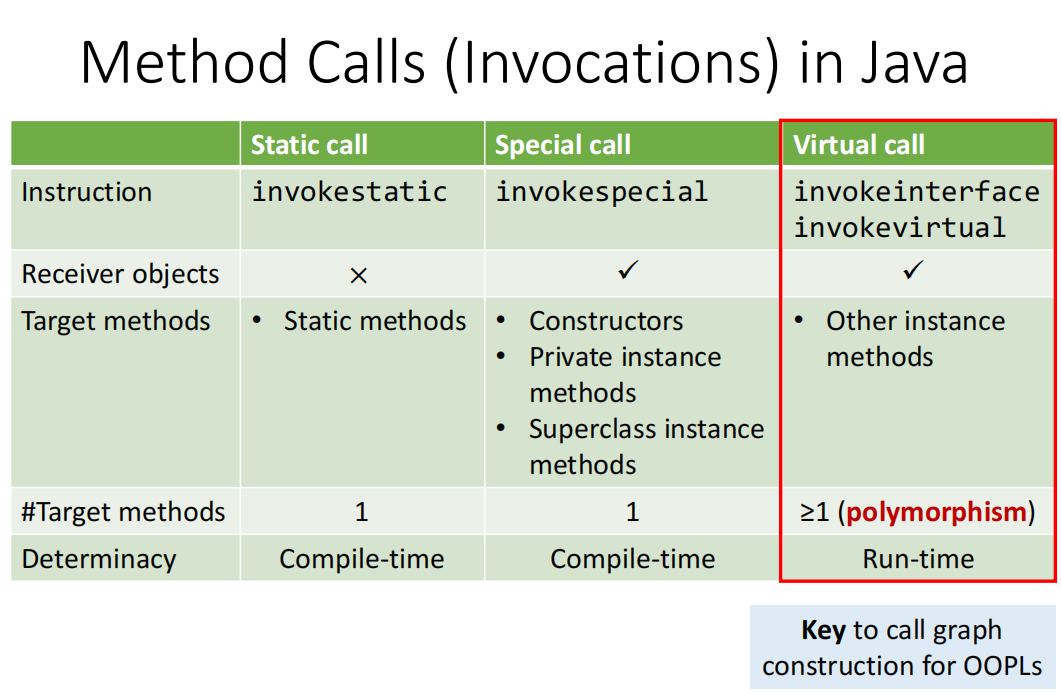 Method Calls (Invocations) in Java
Static call
Special call
Virtual call
Instruction
invokestatic
invokespecial
invokeinterface
invokevirtual
Receiver objects
×
✓
✓
Target methods
• Static methods
• Constructors
• Private instance
methods
• Superclass instance
methods
• Other instance
methods
#Target methods
1
1
≥1 (polymorphism)
Determinacy
Compile-time
Compile-time
Run-time
Key to call graph
construction for OOPLs